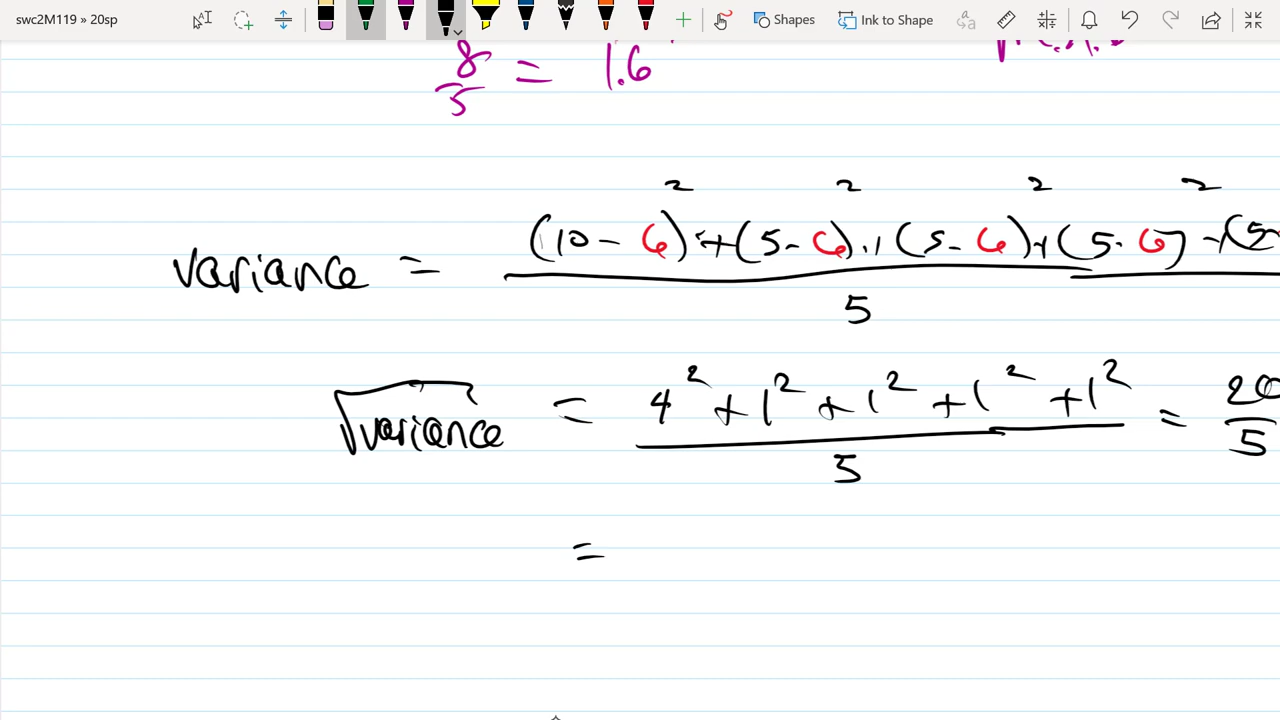 swc2M119 » 20sp Shapes Ink to Shape
8/5 = 1.6
variance = ((10 - 6)² + (5 - 6)² + (5 - 6)² + (5 - 6)² + (5-)/5
√variance = (4² + 1² + 1² + 1² + 1²)/5 = 20/5
=